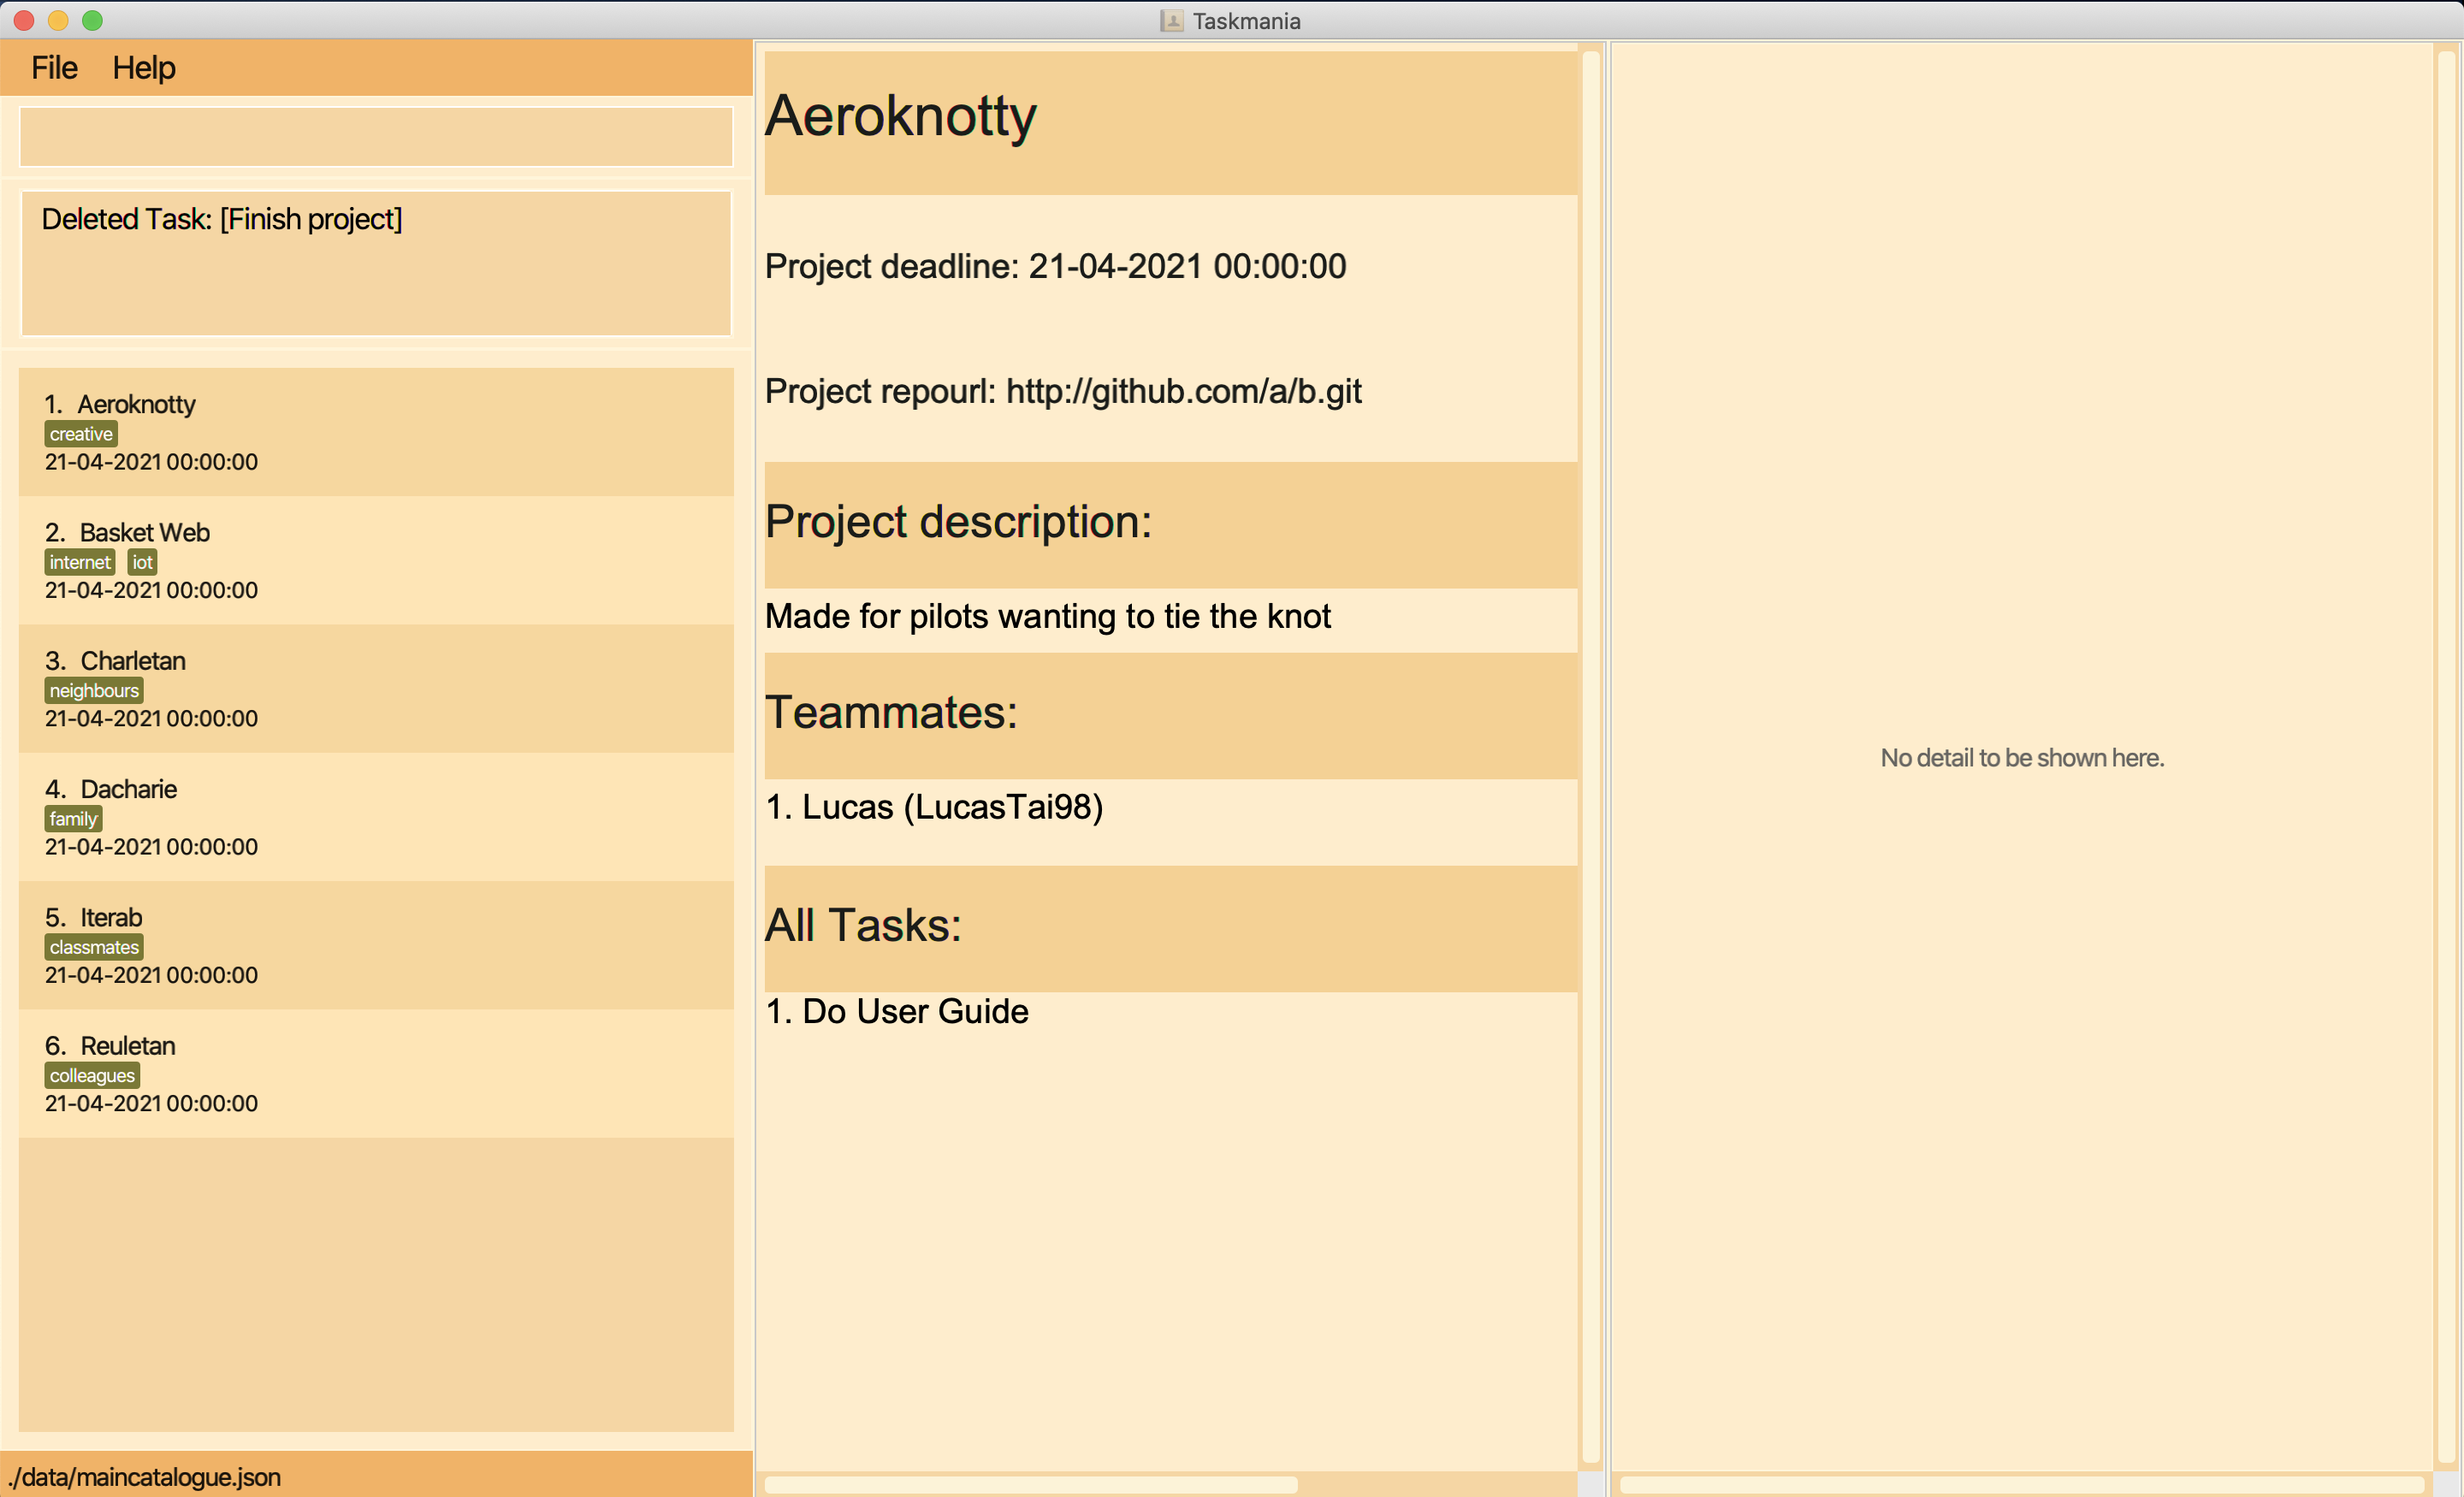 Taskmania
File Help
Deleted Task: [Finish project]
1. Aeroknotty
creative
21-04-2021 00:00:00
2. Basket Web
internet iot
21-04-2021 00:00:00
3. Charletan
neighbours
21-04-2021 00:00:00
4. Dacharie
family
21-04-2021 00:00:00
5. Iterab
classmates
21-04-2021 00:00:00
6. Reuletan
colleagues
21-04-2021 00:00:00
./data/maincatalogue.json
Aeroknotty
Project deadline: 21-04-2021 00:00:00
Project repourl: http://github.com/a/b.git
Project description:
Made for pilots wanting to tie the knot
Teammates:
1. Lucas (LucasTai98)
All Tasks:
1. Do User Guide
No detail to be shown here.